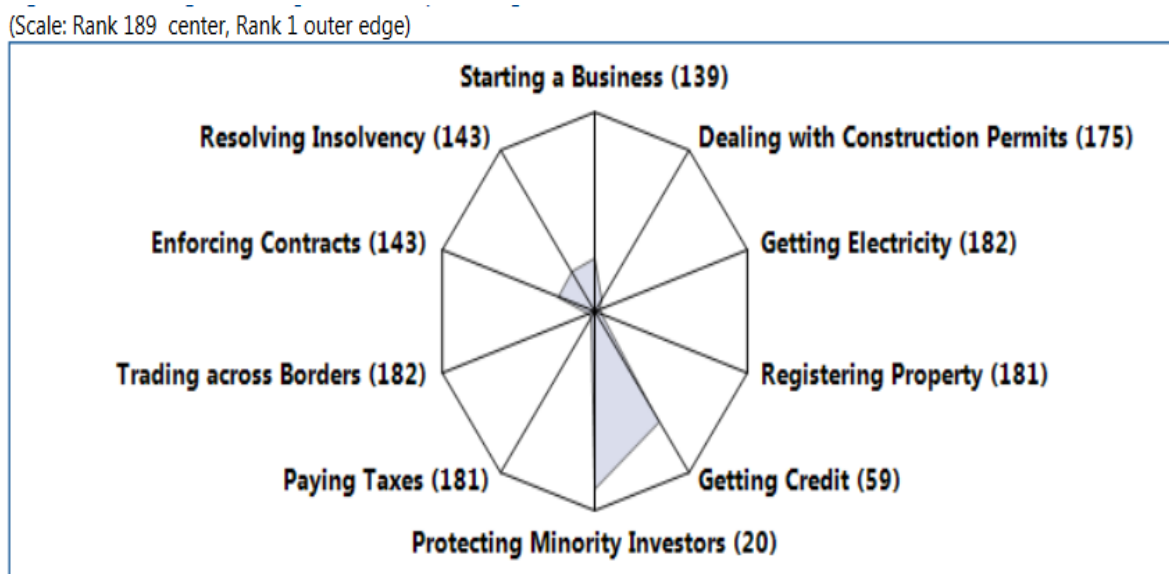 (Scale: Rank 189 center, Rank 1 outer edge)
Starting a Business (139)
Resolving Insolvency (143)
Dealing with Construction Permits (175)
Enforcing Contracts (143)
Getting Electricity (182)
Trading across Borders (182)
Registering Property (181)
Paying Taxes (181)
Getting Credit (59)
Protecting Minority Investors (20)